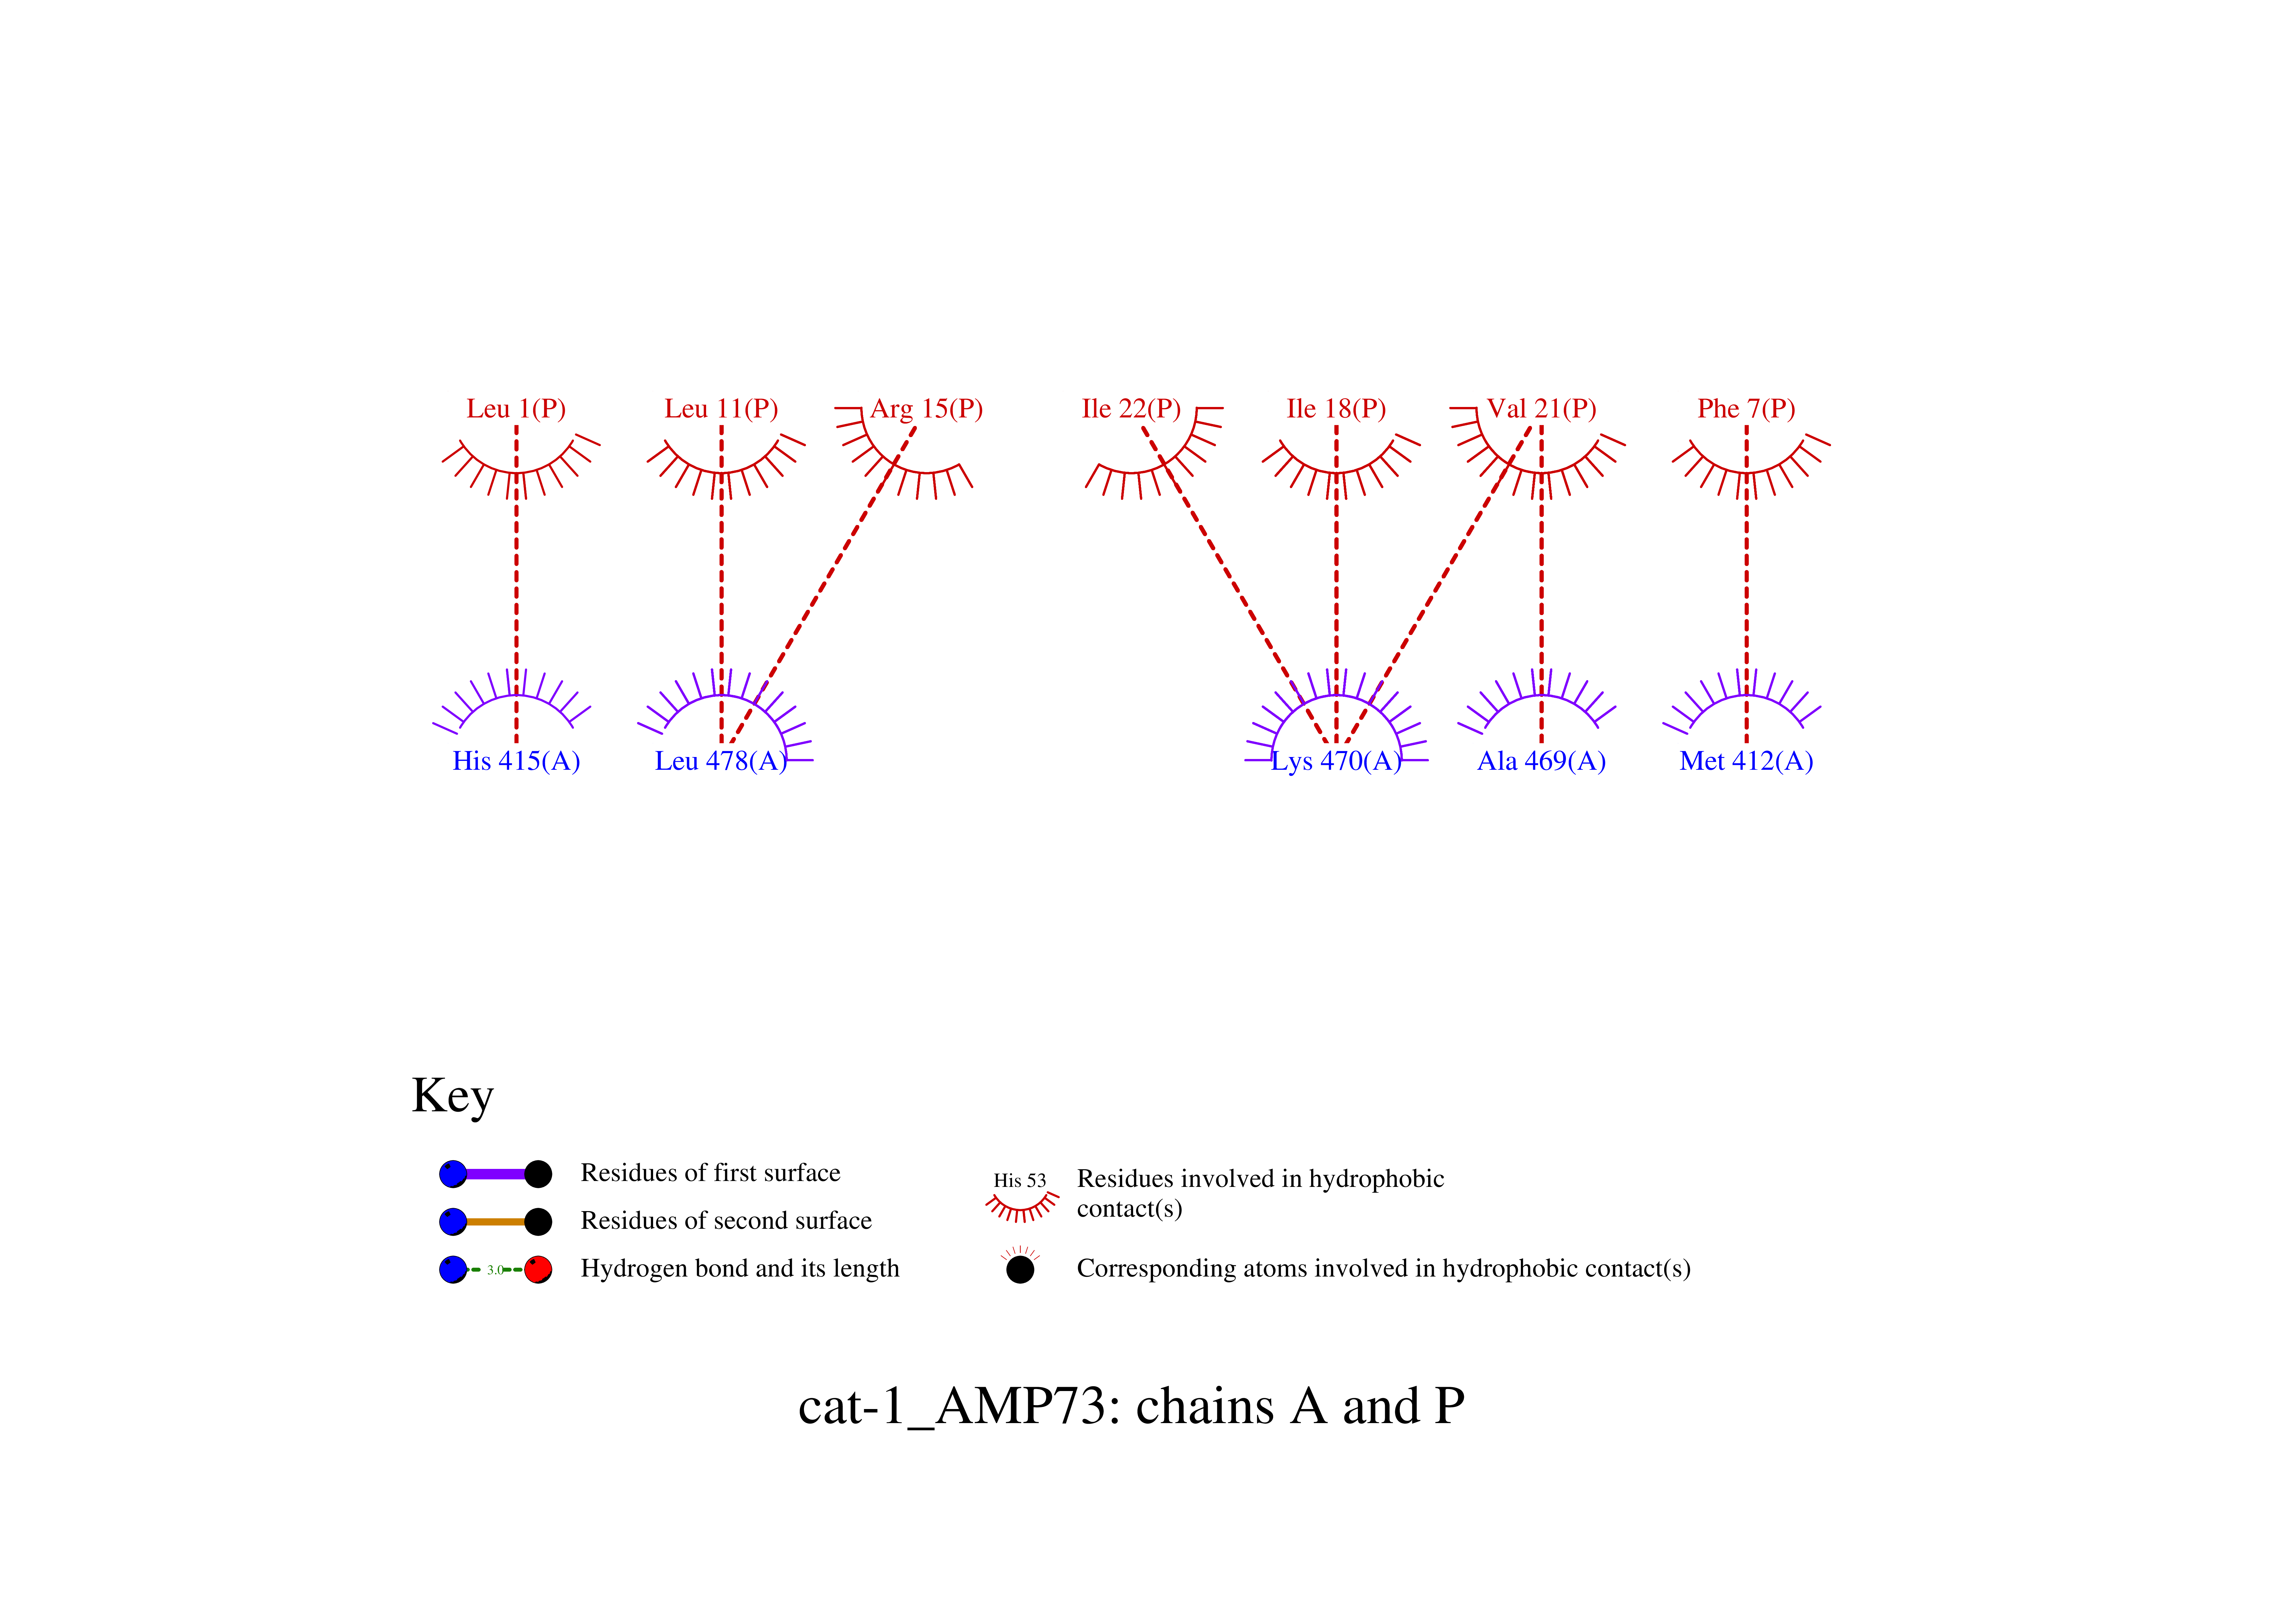 Leu 1(P) Leu 11(P) Arg 15(P) Ile 22(P) Ile 18(P) Val 21(P) Phe 7(P)
His 415(A) Leu 478(A) Lys 470(A) Ala 469(A) Met 412(A)
Key
Residues of first surface
Residues of second surface
3.0 Hydrogen bond and its length
His 53 Residues involved in hydrophobic
contact(s)
Corresponding atoms involved in hydrophobic contact(s)
cat-1_AMP73: chains A and P